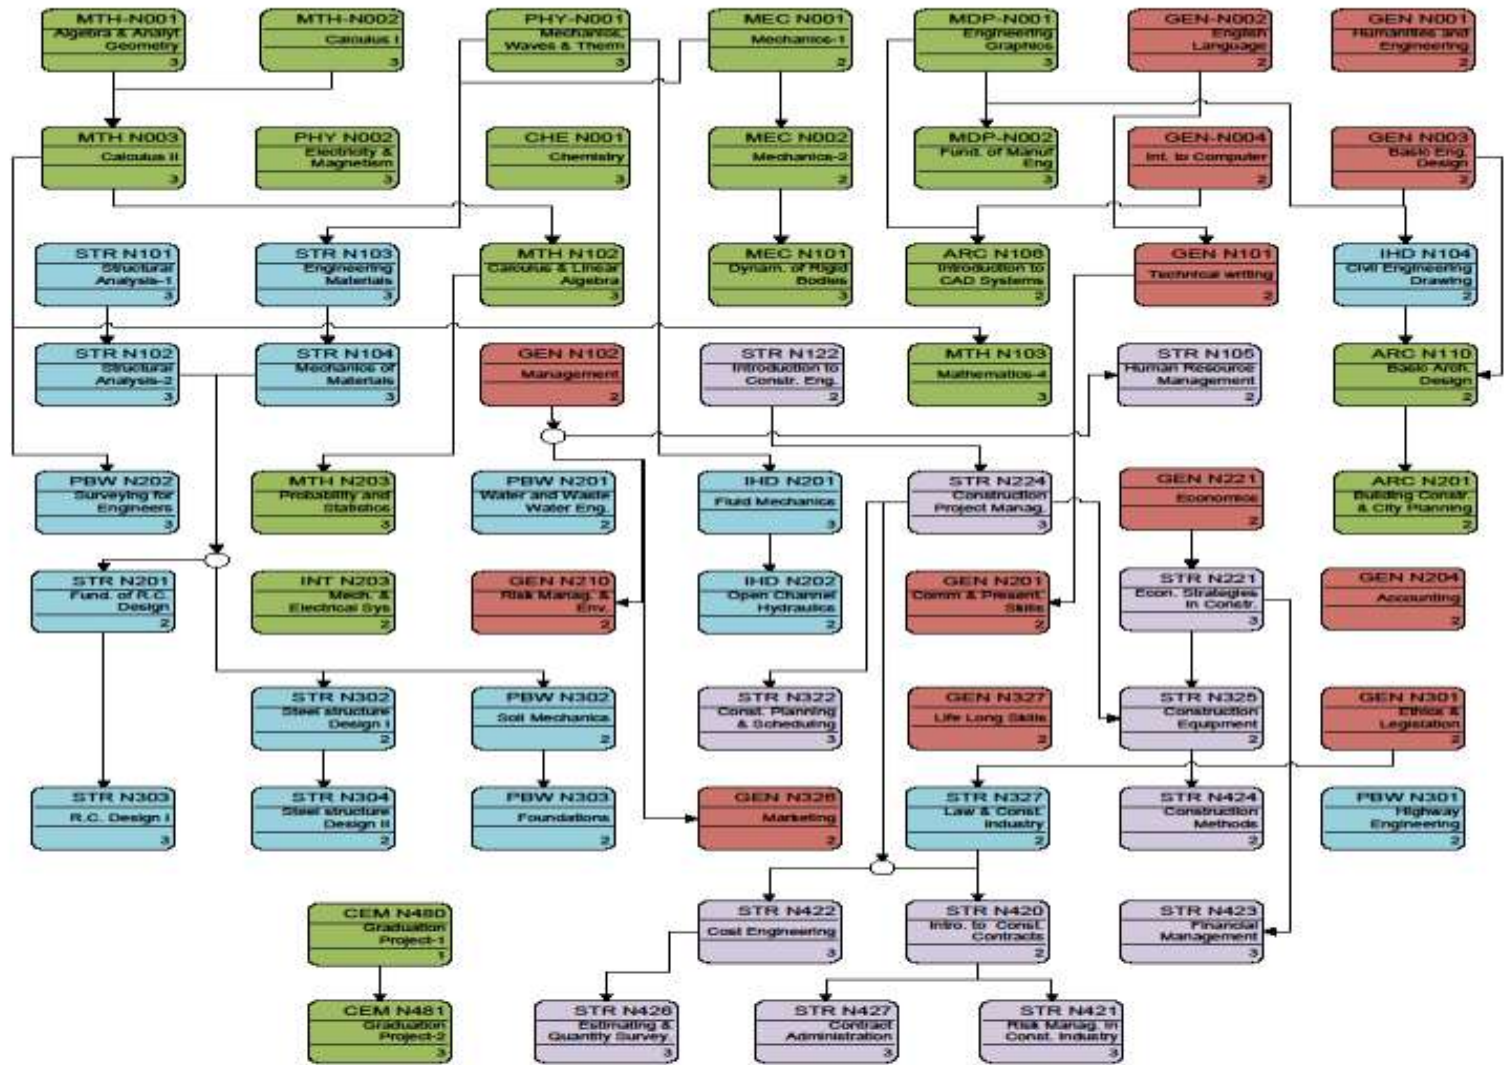 MTH-N001
Algebra & Analyt
Geometry
3
MTH-N002
Calculus I
3
PHY-N001
Mechanics,
Waves & Therm
3
MEC N001
Mechanics-1
2
MDP-N001
Engineering
Graphics
3
GEN-N002
English
Language
2
GEN N001
Humanities and
Engineering
2
MTH N003
Calculus II
3
PHY N002
Electricity &
Magnetism
3
CHE N001
Chemistry
3
MEC N002
Mechanics-2
2
MDP-N002
Fund. of Manuf
Eng
3
GEN-N004
Int. to Computer
2
GEN N003
Basic Eng.
Design
2
STR N101
Structural
Analysis-1
3
STR N103
Engineering
Materials
3
MTH N102
Calculus & Linear
Algebra
3
MEC N101
Dynam. of Rigid
Bodies
3
ARC N106
Introduction to
CAD Systems
2
GEN N101
Technical writing
2
IHD N104
Civil Engineering
Drawing
2
STR N102
Structural
Analysis-2
3
STR N104
Mechanics of
Materials
3
GEN N102
Management
2
STR N122
Introduction to
Constr. Eng.
2
MTH N103
Mathematics-4
3
STR N105
Human Resource
Management
2
ARC N110
Basic Arch.
Design
2
PBW N202
Surveying for
Engineers
3
MTH N203
Probability and
Statistics
3
PBW N201
Water and Waste
Water Eng.
2
IHD N201
Fluid Mechanics
3
STR N224
Construction
Project Manag.
3
GEN N221
Economics
2
ARC N201
Building Constr.
& City Planning
2
STR N201
Fund. of R.C.
Design
2
INT N203
Mech. &
Electrical Sys
2
GEN N210
Risk Manag. &
Env.
2
IHD N202
Open Channel
Hydraulics
2
GEN N201
Comm & Present.
Skills
2
STR N221
Econ. Strategies
in Constr.
3
GEN N204
Accounting
2
STR N302
Steel structure
Design I
2
PBW N302
Soil Mechanics
2
STR N322
Const. Planning
& Scheduling
3
GEN N327
Life Long Skills
2
STR N325
Construction
Equipment
2
GEN N301
Ethics &
Legistation
2
STR N303
R.C. Design I
3
STR N304
Steel structure
Design II
2
PBW N303
Foundations
2
GEN N326
Marketing
2
STR N327
Law & Const.
Industry
2
STR N424
Construction
Methods
2
PBW N301
Highway
Engineering
2
CEM N480
Graduation
Project-1
1
STR N422
Cost Engineering
3
STR N420
Intro. to Const.
Contracts
2
STR N423
Financial
Management
3
CEM N481
Graduation
Project-2
3
STR N426
Estimating &
Quantity Survey.
3
STR N427
Contract
Administration
3
STR N421
Risk Manag. in
Const. Industry
3